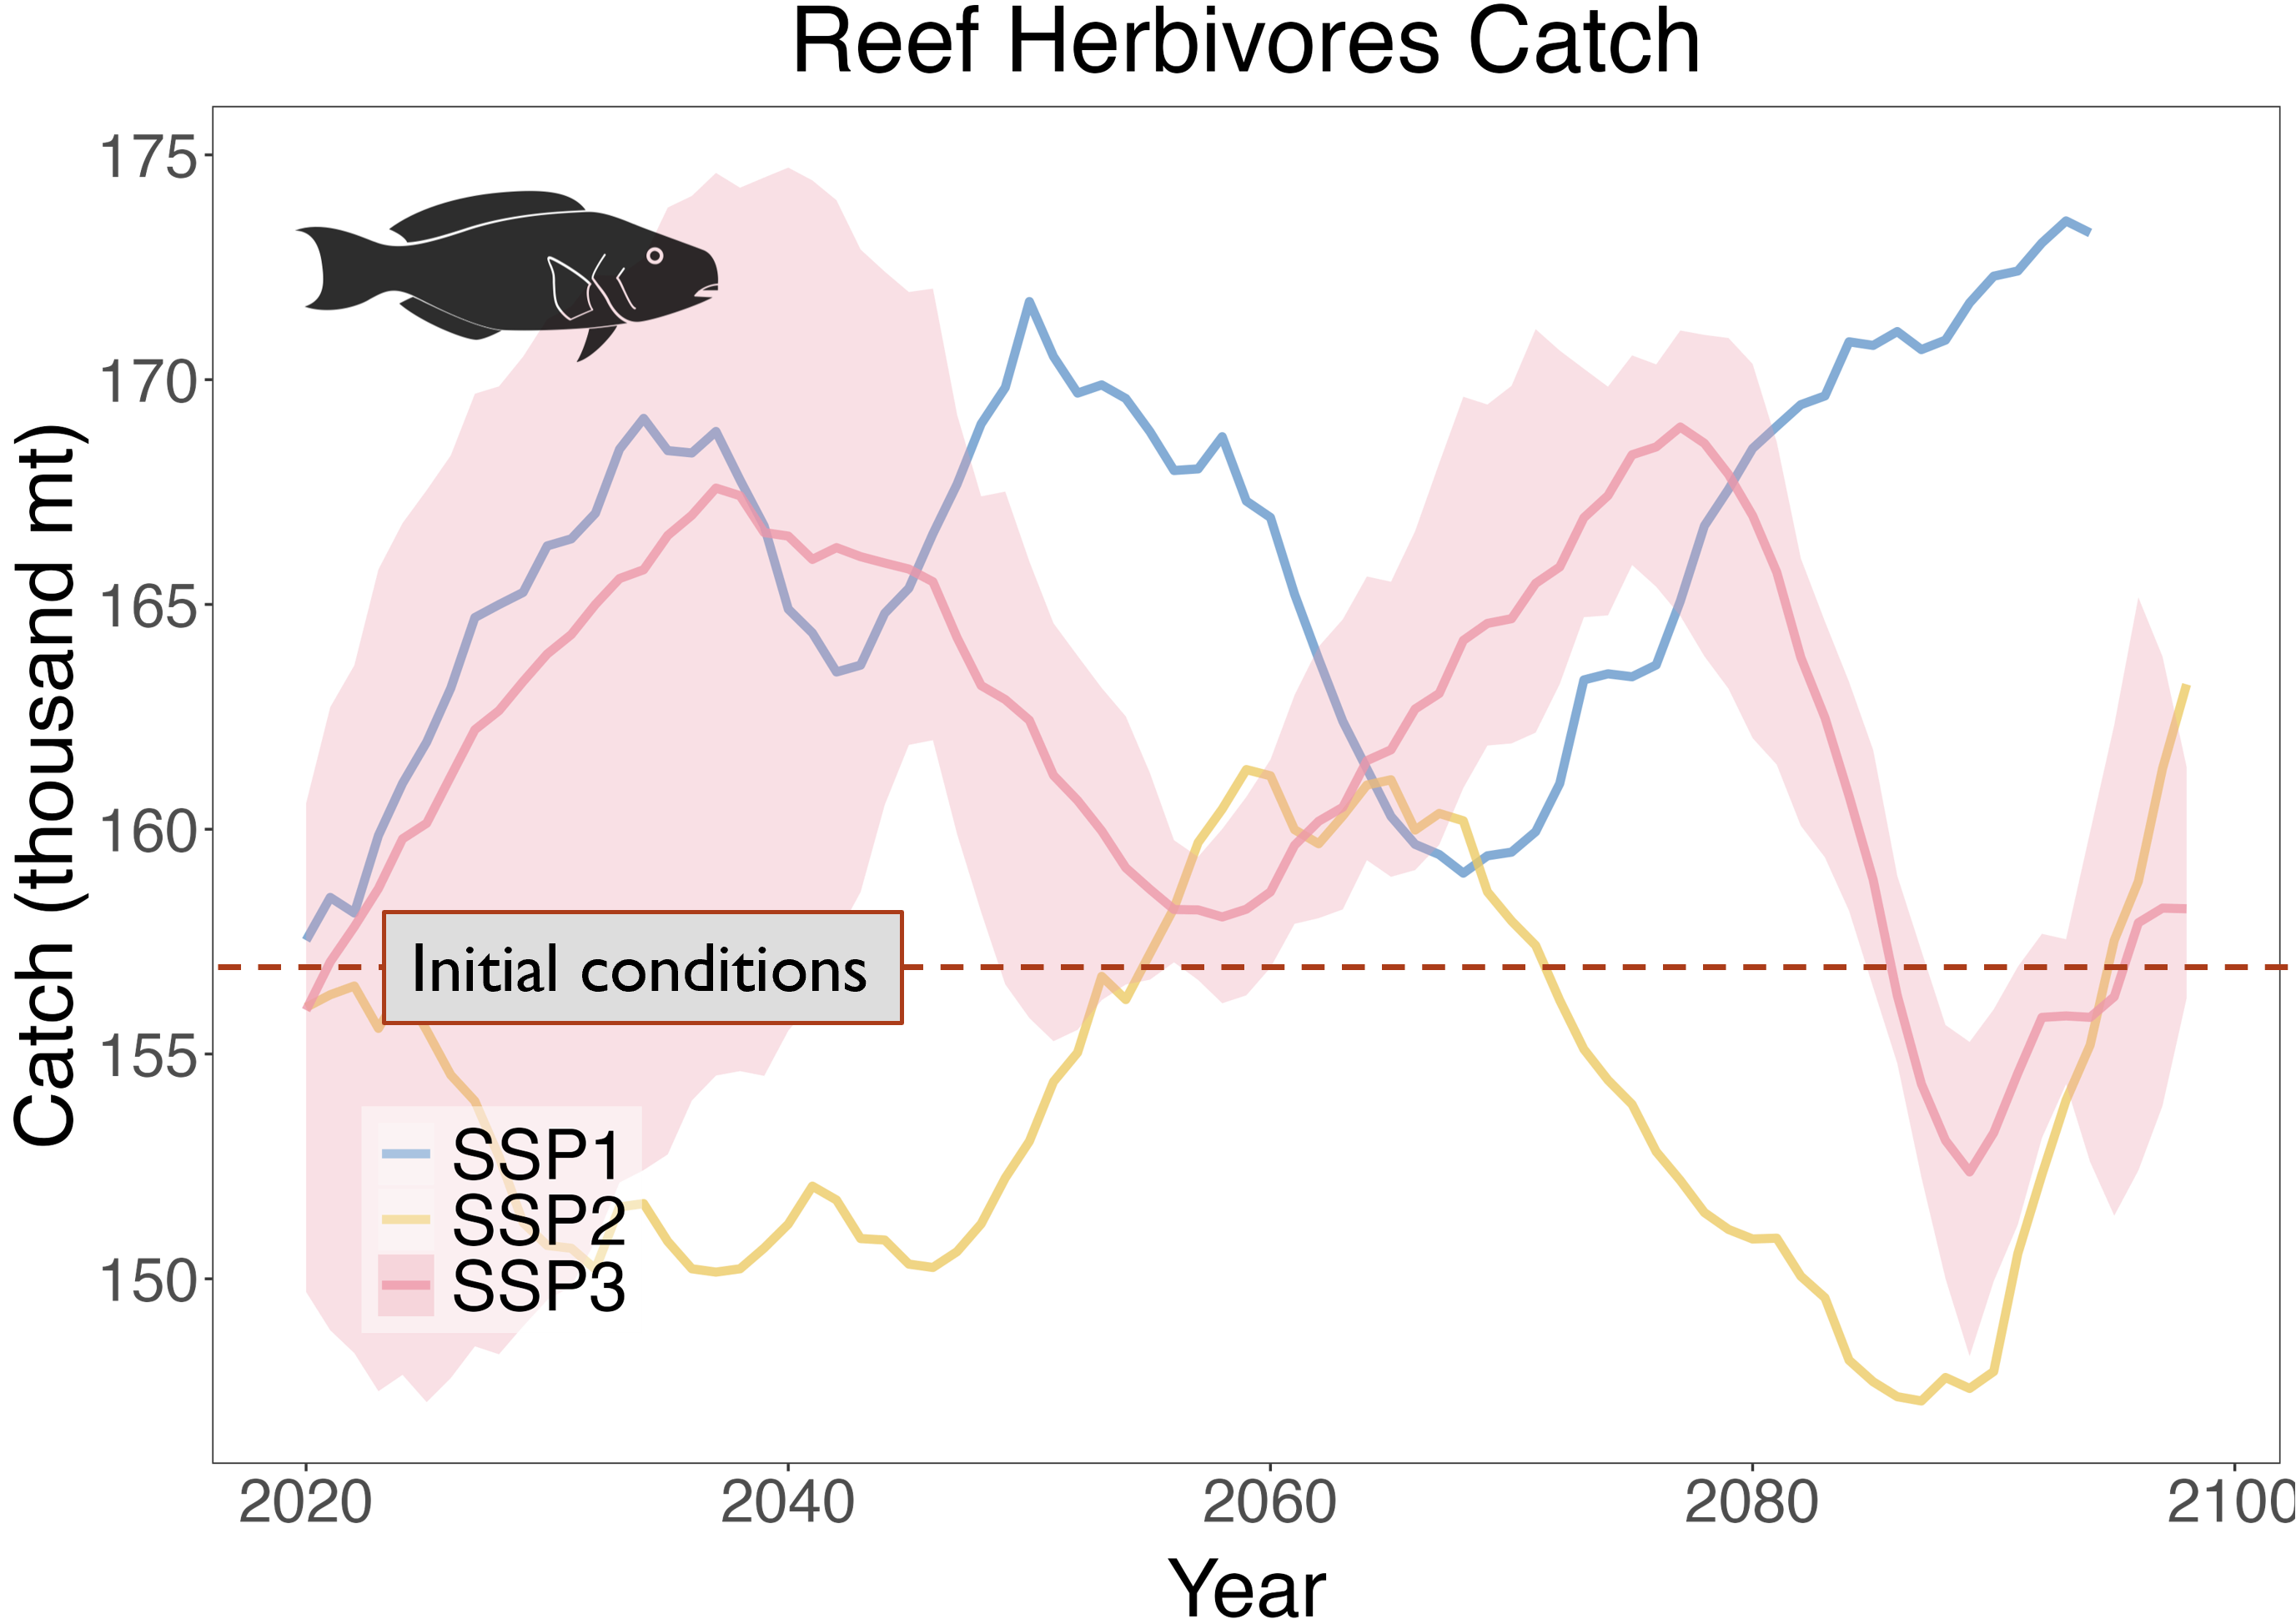 Reef Herbivores Catch
Catch (thousand mt)
175
170
165
160
155
150
Initial conditions
SSP1
SSP2
SSP3
2020 2040 2060 2080 2100
Year